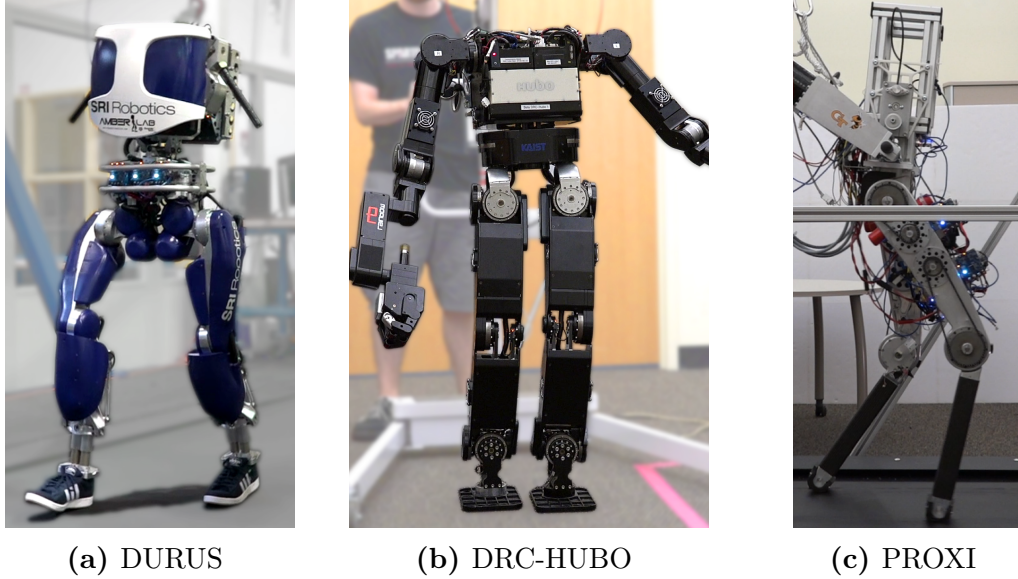 SRI Robotics
AMBER LAB
SRI Robotics
HUBO
KAIST
(a) DURUS
(b) DRC-HUBO
(c) PROXI